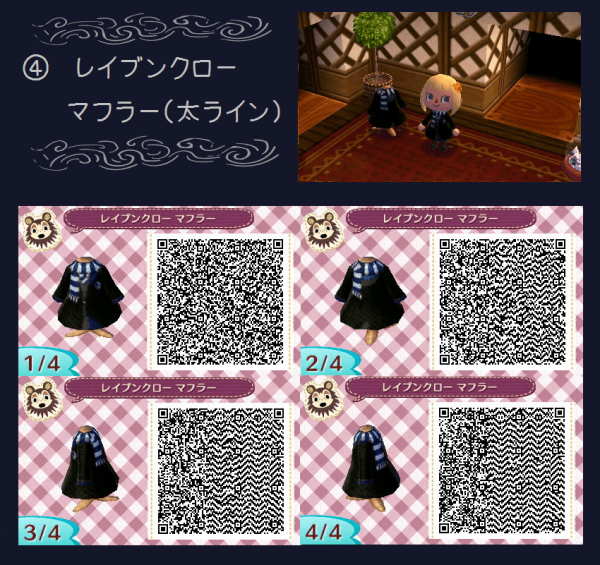 ④ レイブンクロー
マフラー(太ライン)
レイブンクロー マフラー
1/4
レイブンクロー マフラー
2/4
レイブンクロー マフラー
3/4
レイブンクロー マフラー
4/4